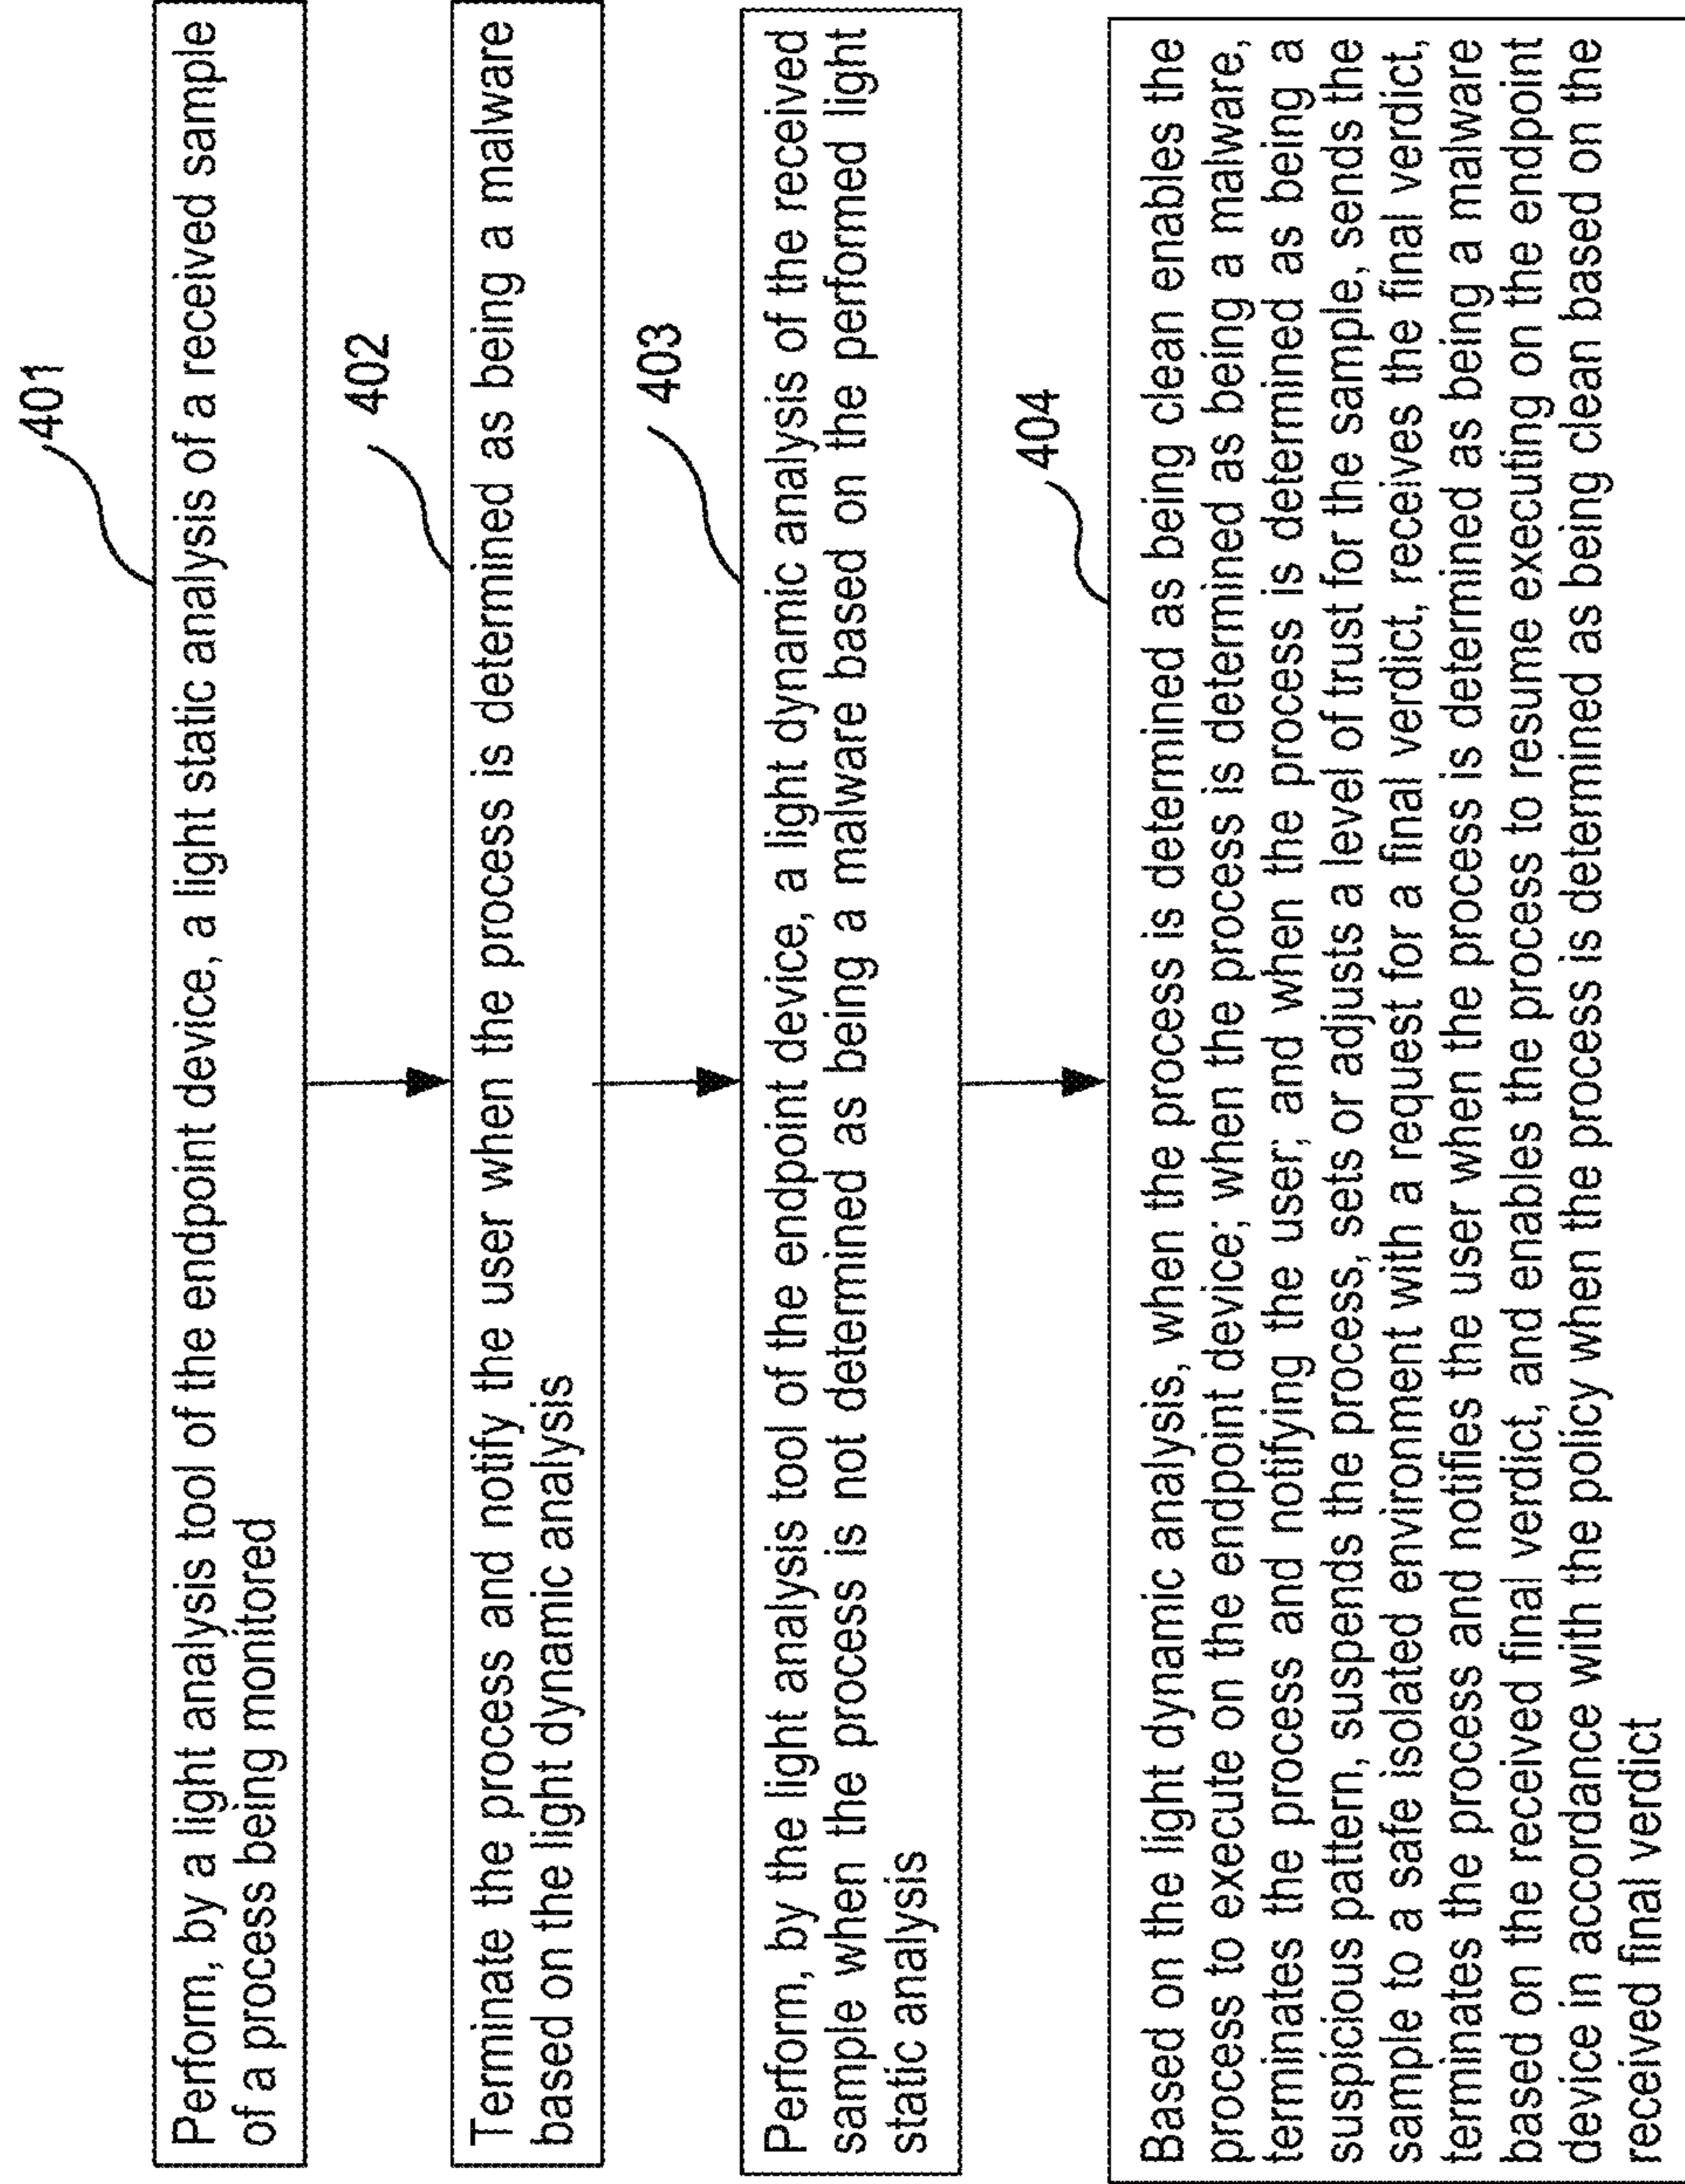 401
Perform, by a light analysis tool of the endpoint device, a light static analysis of a received sample
of a process being monitored
402
Terminate the process and notify the user when the process is determined as being a malware
based on the light dynamic analysis
403
Perform, by the light analysis tool of the endpoint device, a light dynamic analysis of the received
sample when the process is not determined as being a malware based on the performed light
static analysis
404
Based on the light dynamic analysis, when the process is determined as being clean enables the
process to execute on the endpoint device; when the process is determined as being a malware,
terminates the process and notifying the user; and when the process is determined as being a
suspicious pattern, suspends the process, sets or adjusts a level of trust for the sample, sends the
sample to a safe isolated environment with a request for a final verdict, receives the final verdict,
terminates the process and notifies the user when the process is determined as being a malware
based on the received final verdict, and enables the process to resume executing on the endpoint
device in accordance with the policy when the process is determined as being clean based on the
received final verdict